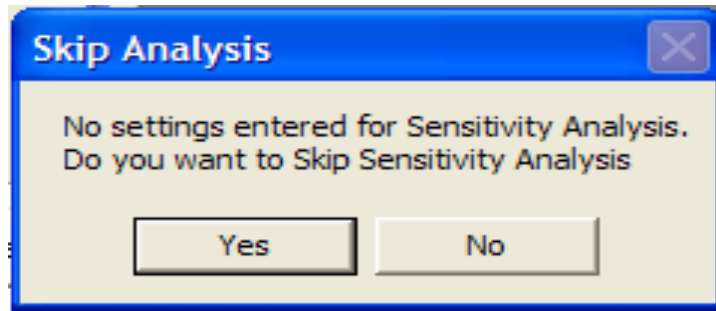 Skip Analysis
No settings entered for Sensitivity Analysis.
Do you want to Skip Sensitivity Analysis
Yes
No